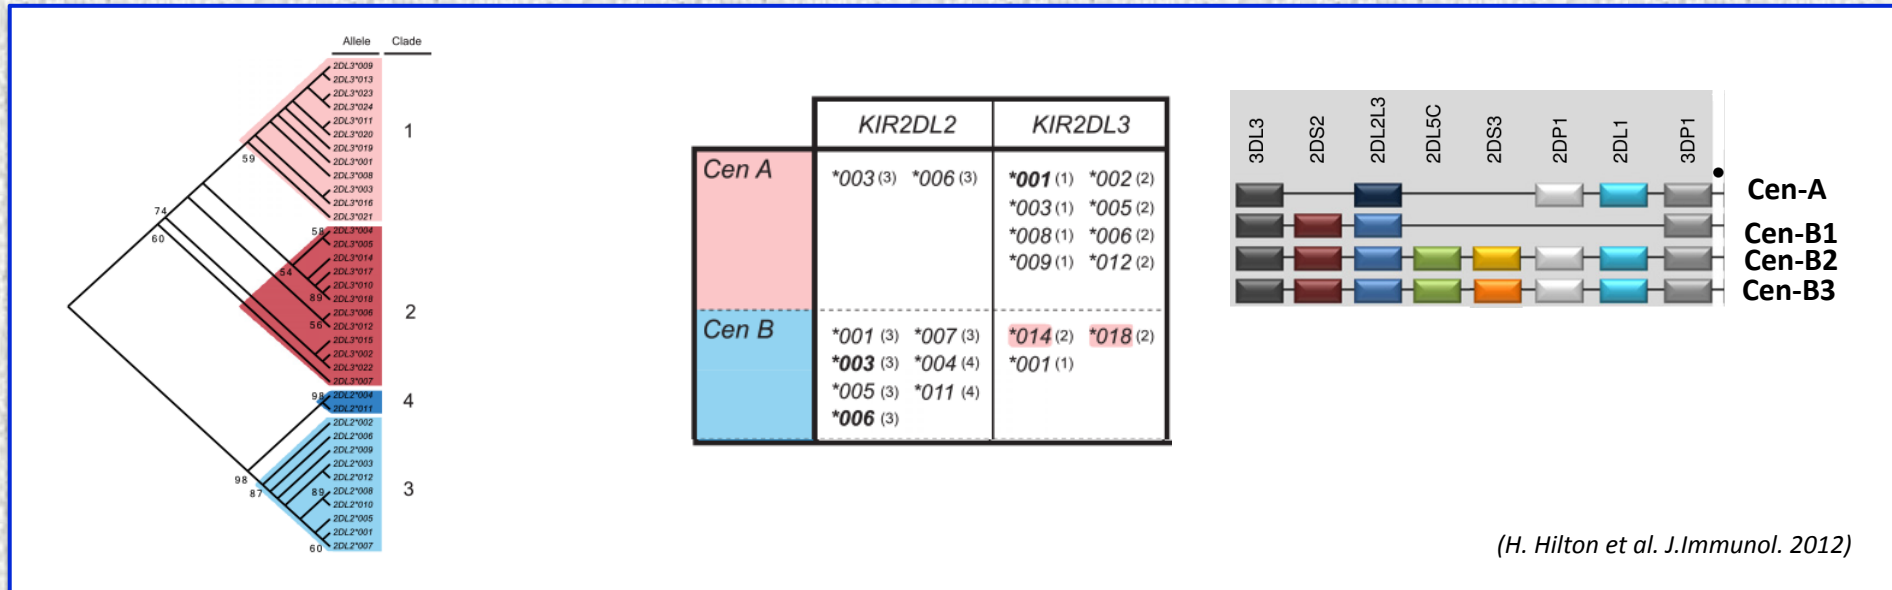 Allele Clade
2DL3*009
2DL3*013
2DL3*023
2DL3*024
2DL3*011
2DL3*020
2DL3*019
2DL3*001
2DL3*008
2DL3*003
2DL3*016
2DL3*021
1
59
74
60
2DL3*004
2DL3*005
2DL3*014
2DL3*017
2DL3*010
2DL3*018
2DL3*006
2DL3*012
2DL3*015
2DL3*002
2DL3*022
2DL3*007
58
54
89
56
2
98
2DL2*004
2DL2*011
4
2DL2*002
2DL2*006
2DL2*009
2DL2*003
2DL2*012
2DL2*008
2DL2*010
2DL2*005
2DL2*001
2DL2*007
98
87
89
60
3
KIR2DL2 KIR2DL3
Cen A
*003 (3) *006 (3)
*001 (1) *002 (2)
*003 (1) *005 (2)
*008 (1) *006 (2)
*009 (1) *012 (2)
Cen B
*001 (3) *007 (3)
*003 (3) *004 (4)
*005 (3) *011 (4)
*006 (3)
*014 (2) *018 (2)
*001 (1)
3DL3
2DS2
2DL2L3
2DL5C
2DS3
2DP1
2DL1
3DP1
Cen-A
Cen-B1
Cen-B2
Cen-B3
(H. Hilton et al. J.Immunol. 2012)